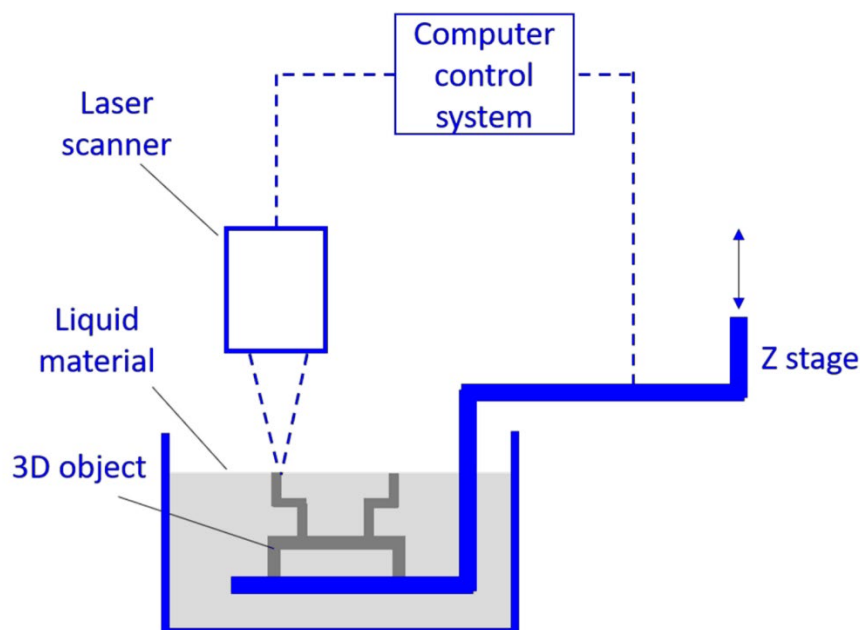 Computer
control
system
Laser
scanner
Liquid
material
Z stage
3D object